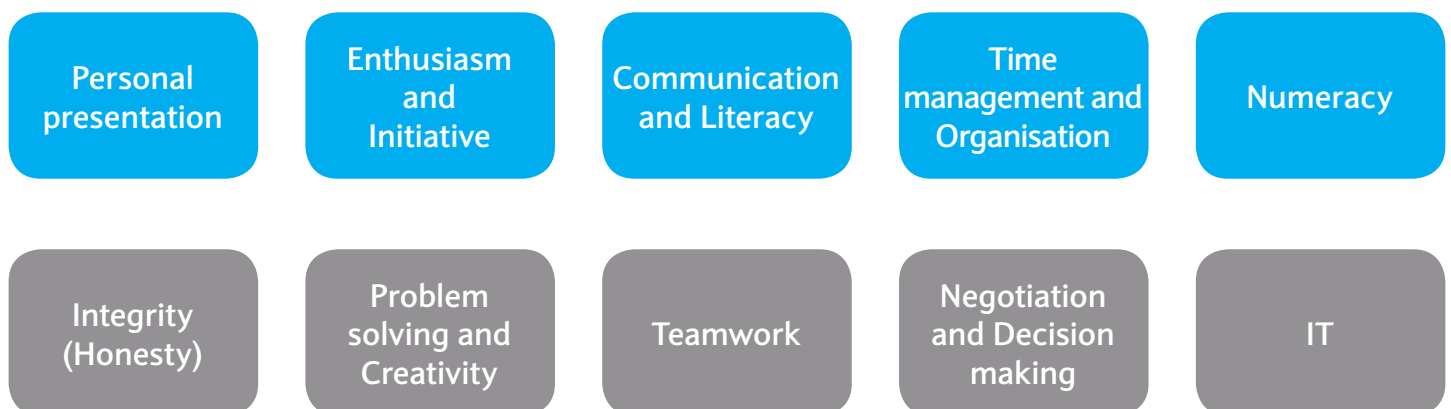 Personal
presentation
Enthusiasm
and
Initiative
Communication
and Literacy
Time
management and
Organisation
Numeracy
Integrity
(Honesty)
Problem
solving and
Creativity
Teamwork
Negotiation
and Decision
making
IT